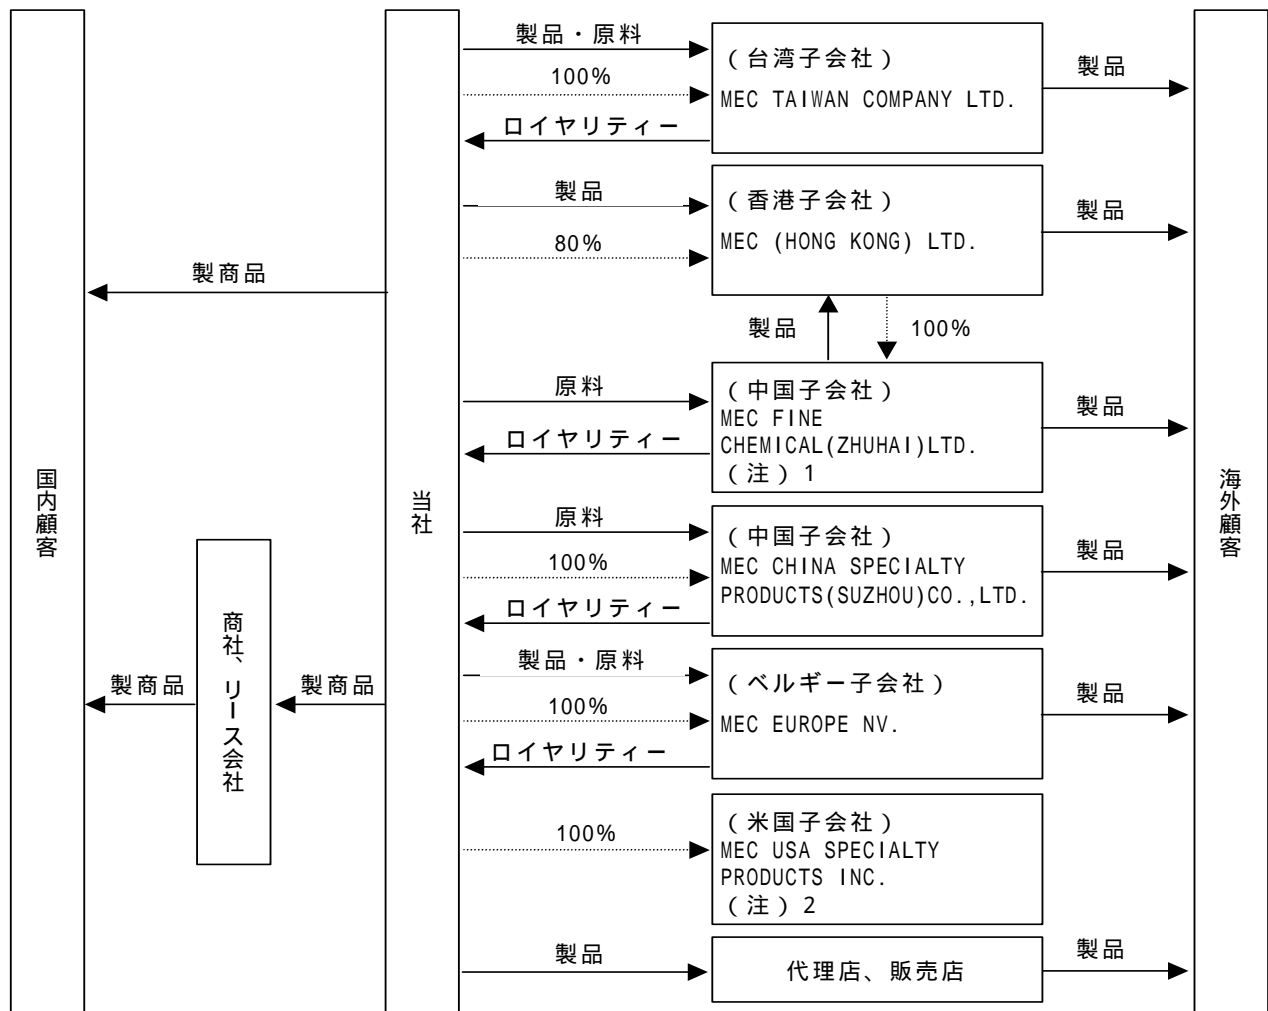 国内顧客
製商品
製商品
商社、リース会社
製商品
当社
製品・原料
100%
ロイヤリティー
（台湾子会社）
MEC TAIWAN COMPANY LTD.
製品
製品
80%
（香港子会社）
MEC (HONG KONG) LTD.
製品
製品
100%
原料
ロイヤリティー
（中国子会社）
MEC FINE
CHEMICAL(ZHUHAI)LTD.
（注）1
製品
原料
100%
ロイヤリティー
（中国子会社）
MEC CHINA SPECIALTY
PRODUCTS(SUZHOU)CO.,LTD.
製品
製品・原料
100%
ロイヤリティー
（ベルギー子会社）
MEC EUROPE NV.
製品
100%
（米国子会社）
MEC USA SPECIALTY
PRODUCTS INC.
（注）2
製品
代理店、販売店
製品
海外顧客